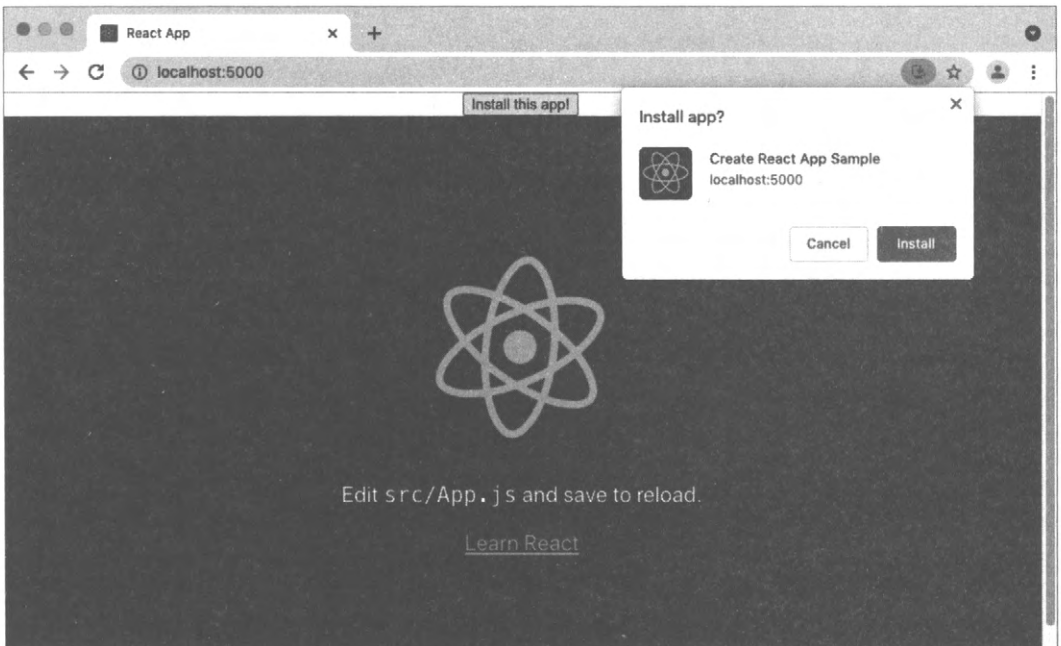 React App
localhost:5000
Install this app!
Install app?
Create React App Sample
localhost:5000
Cancel Install
Edit src/App.js and save to reload.
Learn React